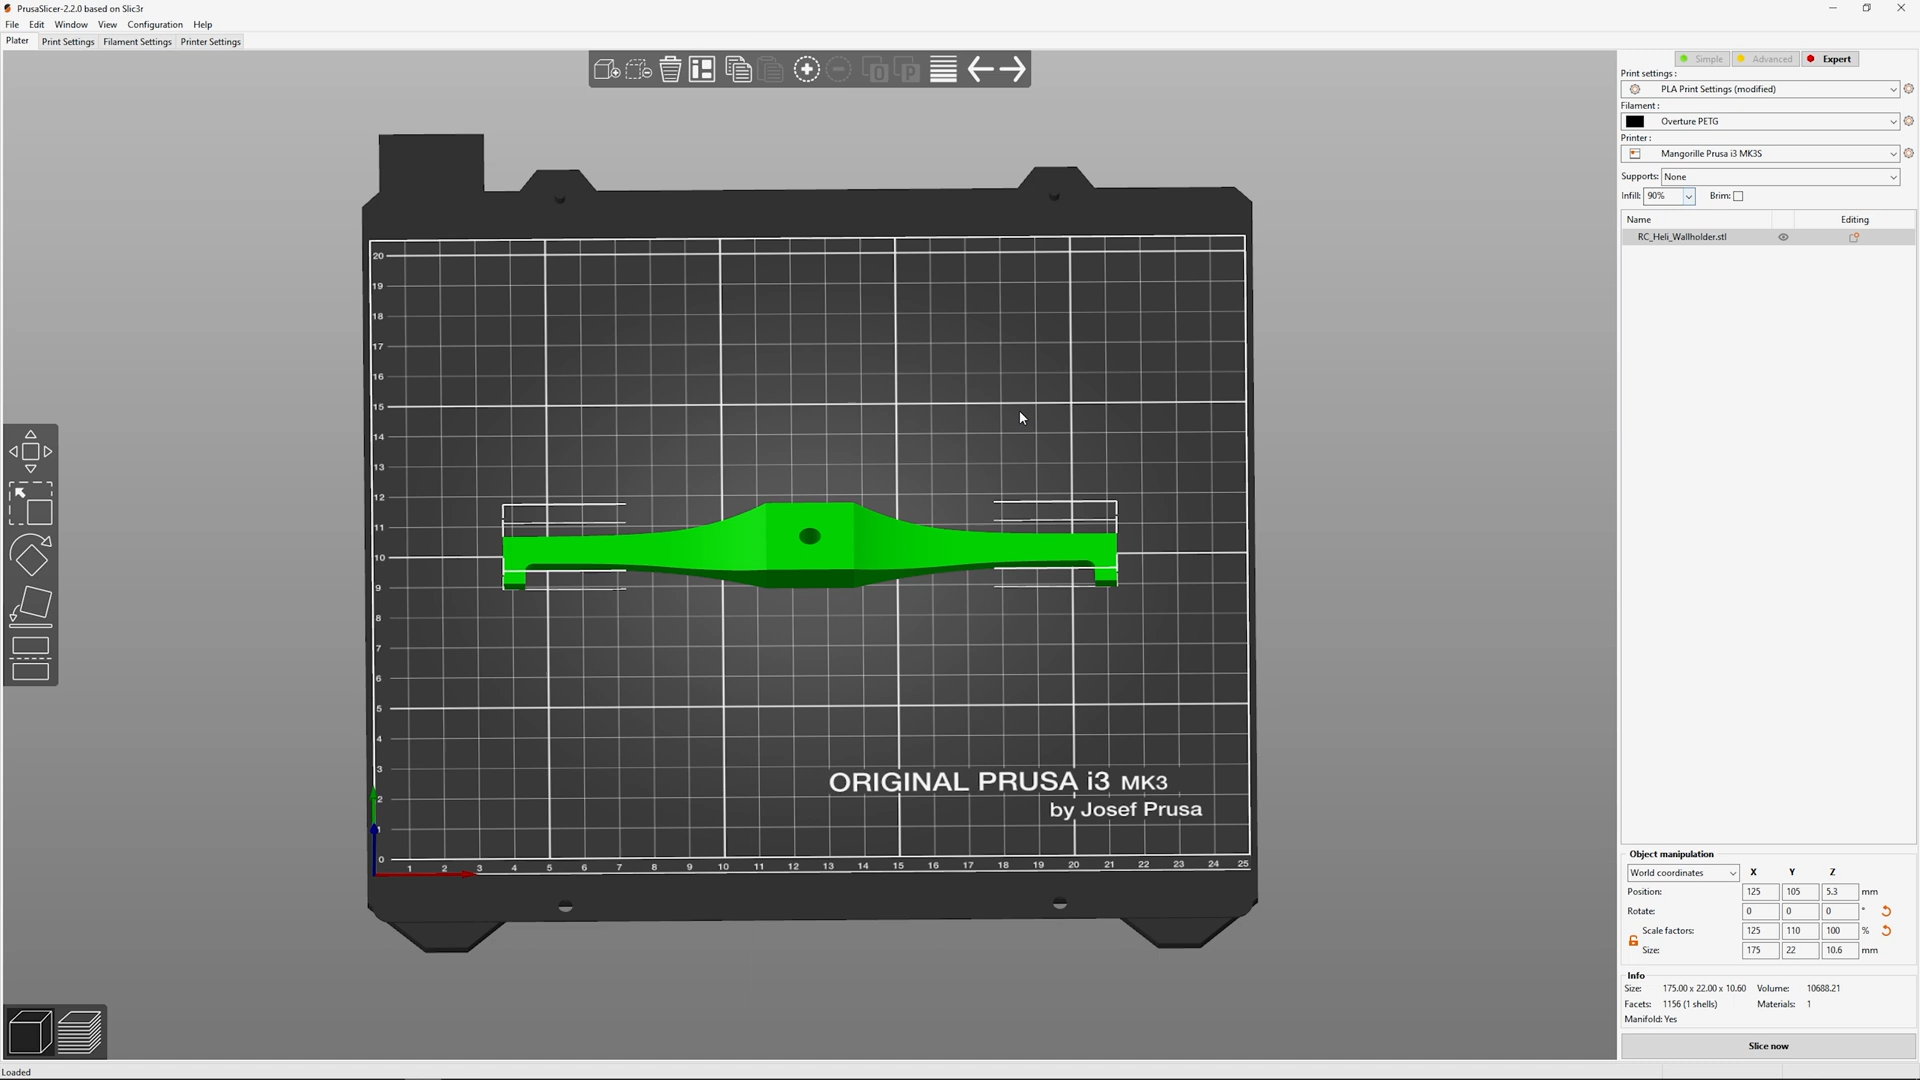 PrusaSlicer-2.2.0 based on Slic3r
File Edit Window View Configuration Help
Plater Print Settings Filament Settings Printer Settings
Simple Advanced Expert
Print settings :
PLA Print Settings (modified)
Filament :
Overture PETG
Printer :
Mangorille Prusa i3 MK3S
Supports: None
Infill: 90% Brim:
Name Editing
RC_Heli_Wallholder.stl
20
19
18
17
16
15
14
13
12
11
10
9
8
7
6
5
4
3
2
1
0
1 2 3 4 5 6 7 8 9 10 11 12 13 14 15 16 17 18 19 20 21 22 23 24 25
ORIGINAL PRUSA i3 MK3
by Josef Prusa
Object manipulation
World coordinates X Y Z
Position: 125 105 5.3 mm
Rotate: 0 0 0 °
Scale factors: 125 110 100 %
Size: 175 22 10.6 mm
Info
Size: 175.00 x 22.00 x 10.60 Volume: 10688.21
Facets: 1156 (1 shells) Materials: 1
Manifold: Yes
Slice now
Loaded